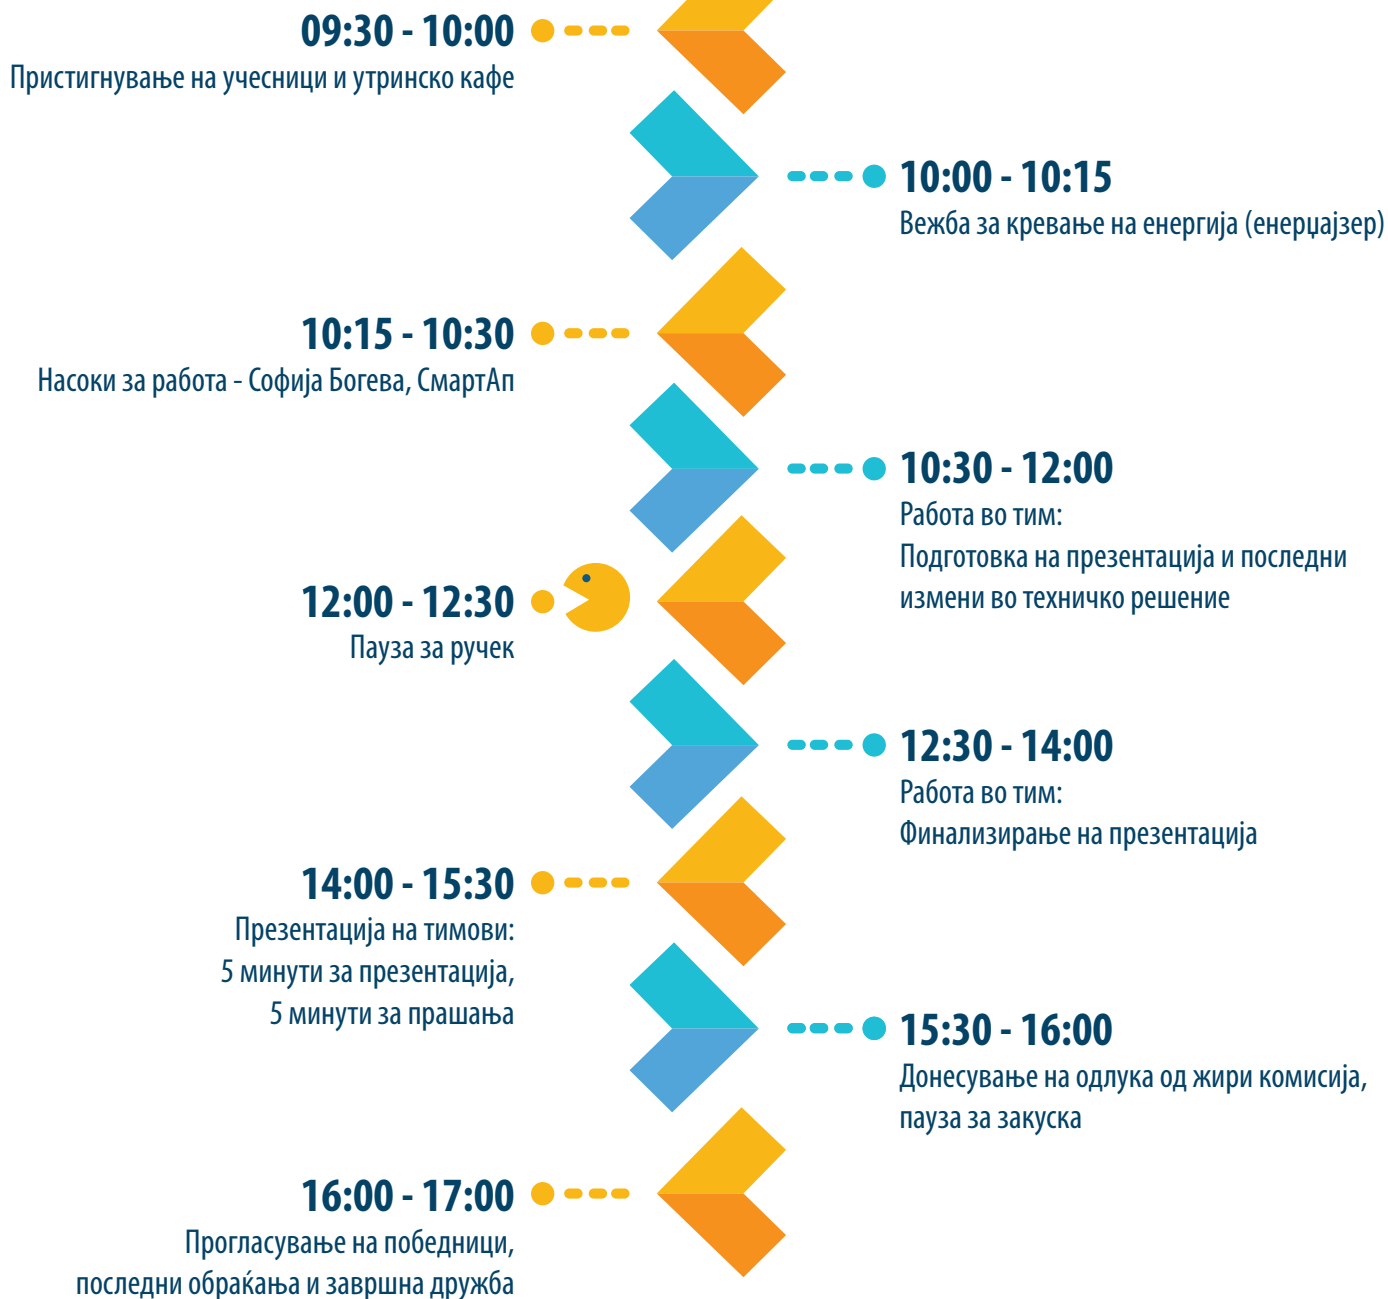 09:30 - 10:00
Пристигнување на учесници и утринско кафе
10:00 - 10:15
Вежба за кревање на енергија (енерџајзер)
10:15 - 10:30
Насоки за работа - Софија Богева, СмартАп
10:30 - 12:00
Работа во тим:
Подготовка на презентација и последни
измени во техничко решение
12:00 - 12:30
Пауза за ручек
12:30 - 14:00
Работа во тим:
Финализирање на презентација
14:00 - 15:30
Презентација на тимови:
5 минути за презентација,
5 минути за прашања
15:30 - 16:00
Донесување на одлука од жири комисија,
пауза за закуска
16:00 - 17:00
Прогласување на победници,
последни обраќања и завршна дружба